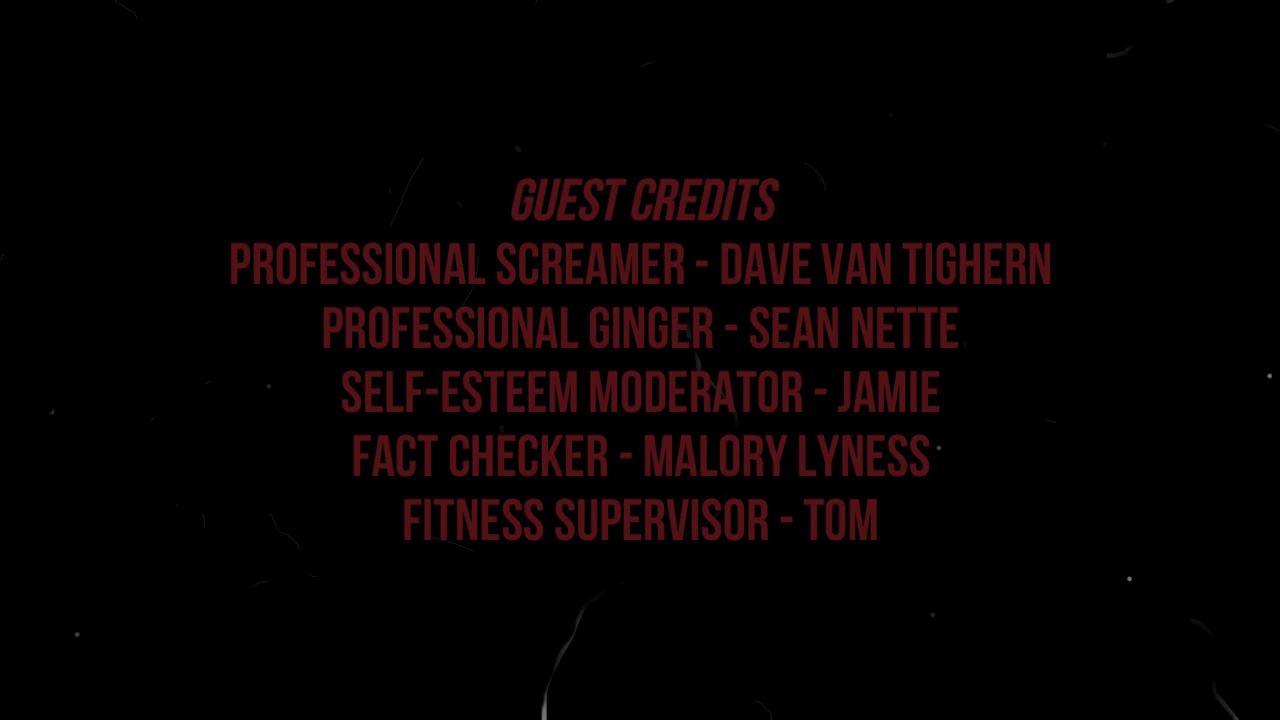 GUEST CREDITS
PROFESSIONAL SCREAMER - DAVE VAN TIGHERN
PROFESSIONAL GINGER - SEAN NETTE
SELF-ESTEEM MODERATOR - JAMIE
FACT CHECKER - MALORY LYNESS
FITNESS SUPERVISOR - TOM